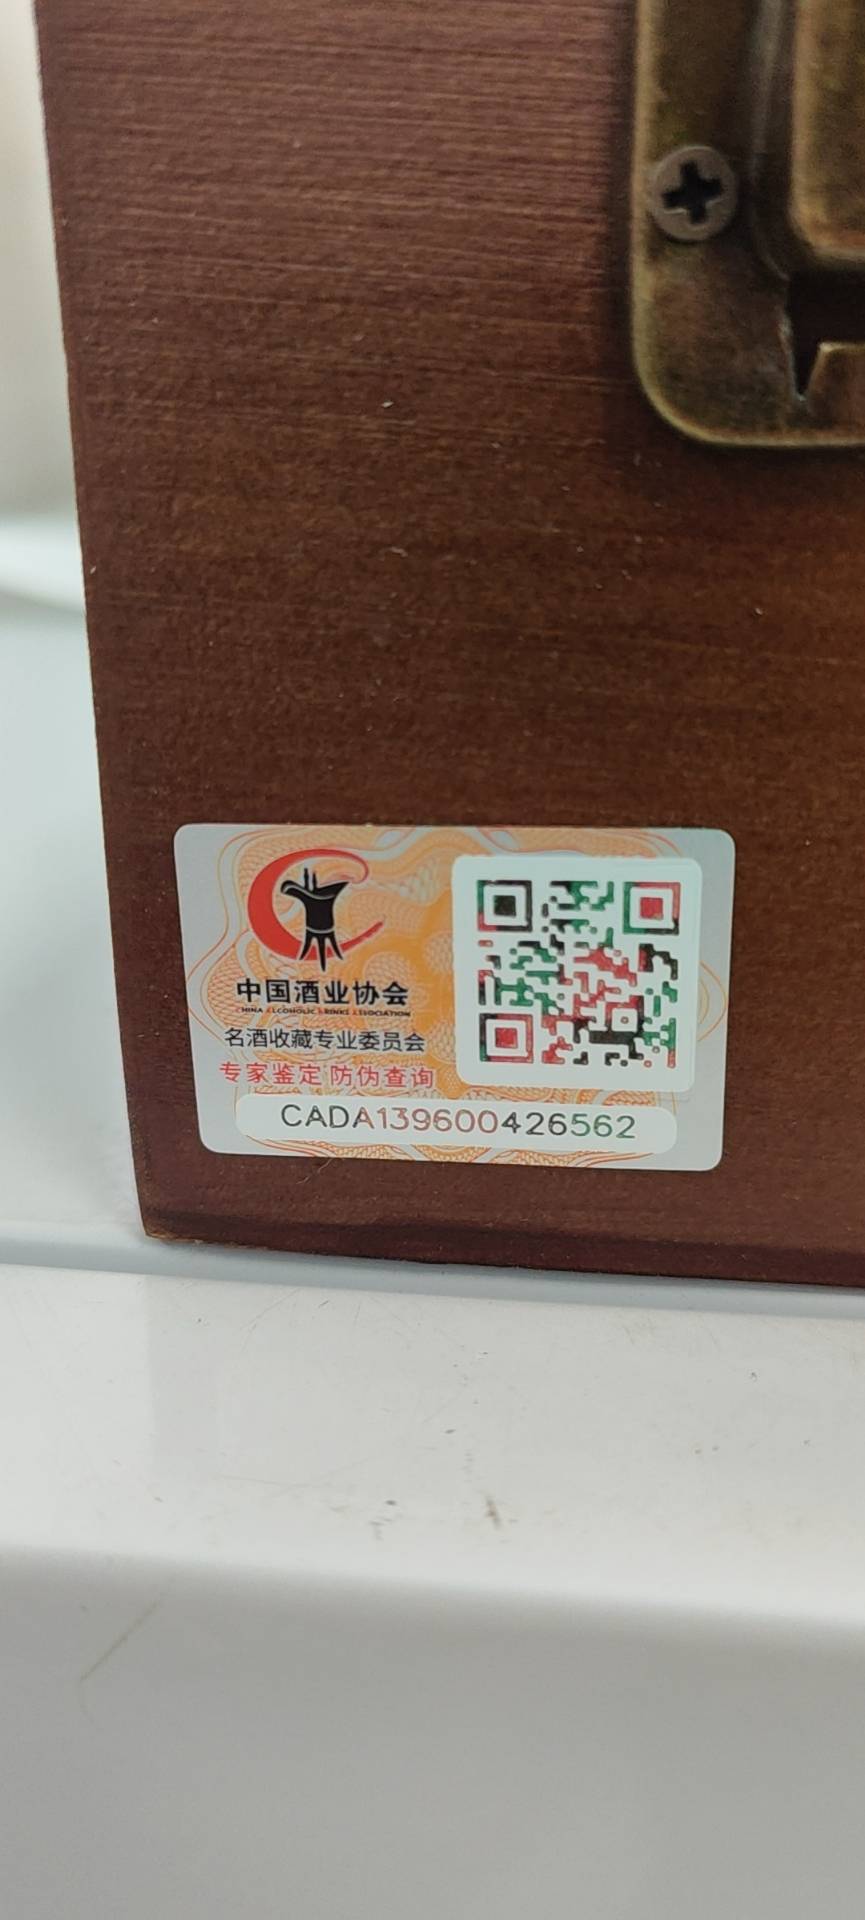 中国酒业协会
CHINA ALCOHOLIC DRINKS ASSOCIATION
名酒收藏专业委员会
专家鉴定 防伪查询
CADA139600426562